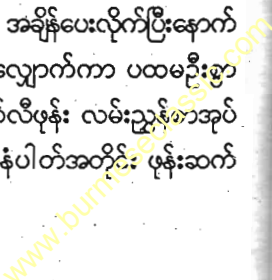 အချိန်ပေးလိုက်ပြီးနောက်
လျှောက်ကာ ပထမဦးစွာ
လီဖုန်း လမ်းညွှန်စာအုပ်
နံပါတ်အတိုင်း ဖုန်းဆက်
www.burmeseclassic.com